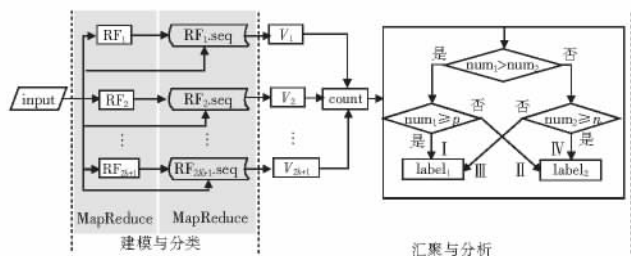 RF₁ RF₁.seq V₁
是 num₁>num₂ 否
input RF₂ RF₂.seq V₂ count
num₁≧p 否 否 num₂≧n
⋮ ⋮ ⋮
是 Ⅰ Ⅳ 是
RF₂ₖ₊₁ RF₂ₖ₊₁.seq V₂ₖ₊₁ label₁ Ⅲ Ⅱ label₂
MapReduce MapReduce
建模与分类 汇聚与分析